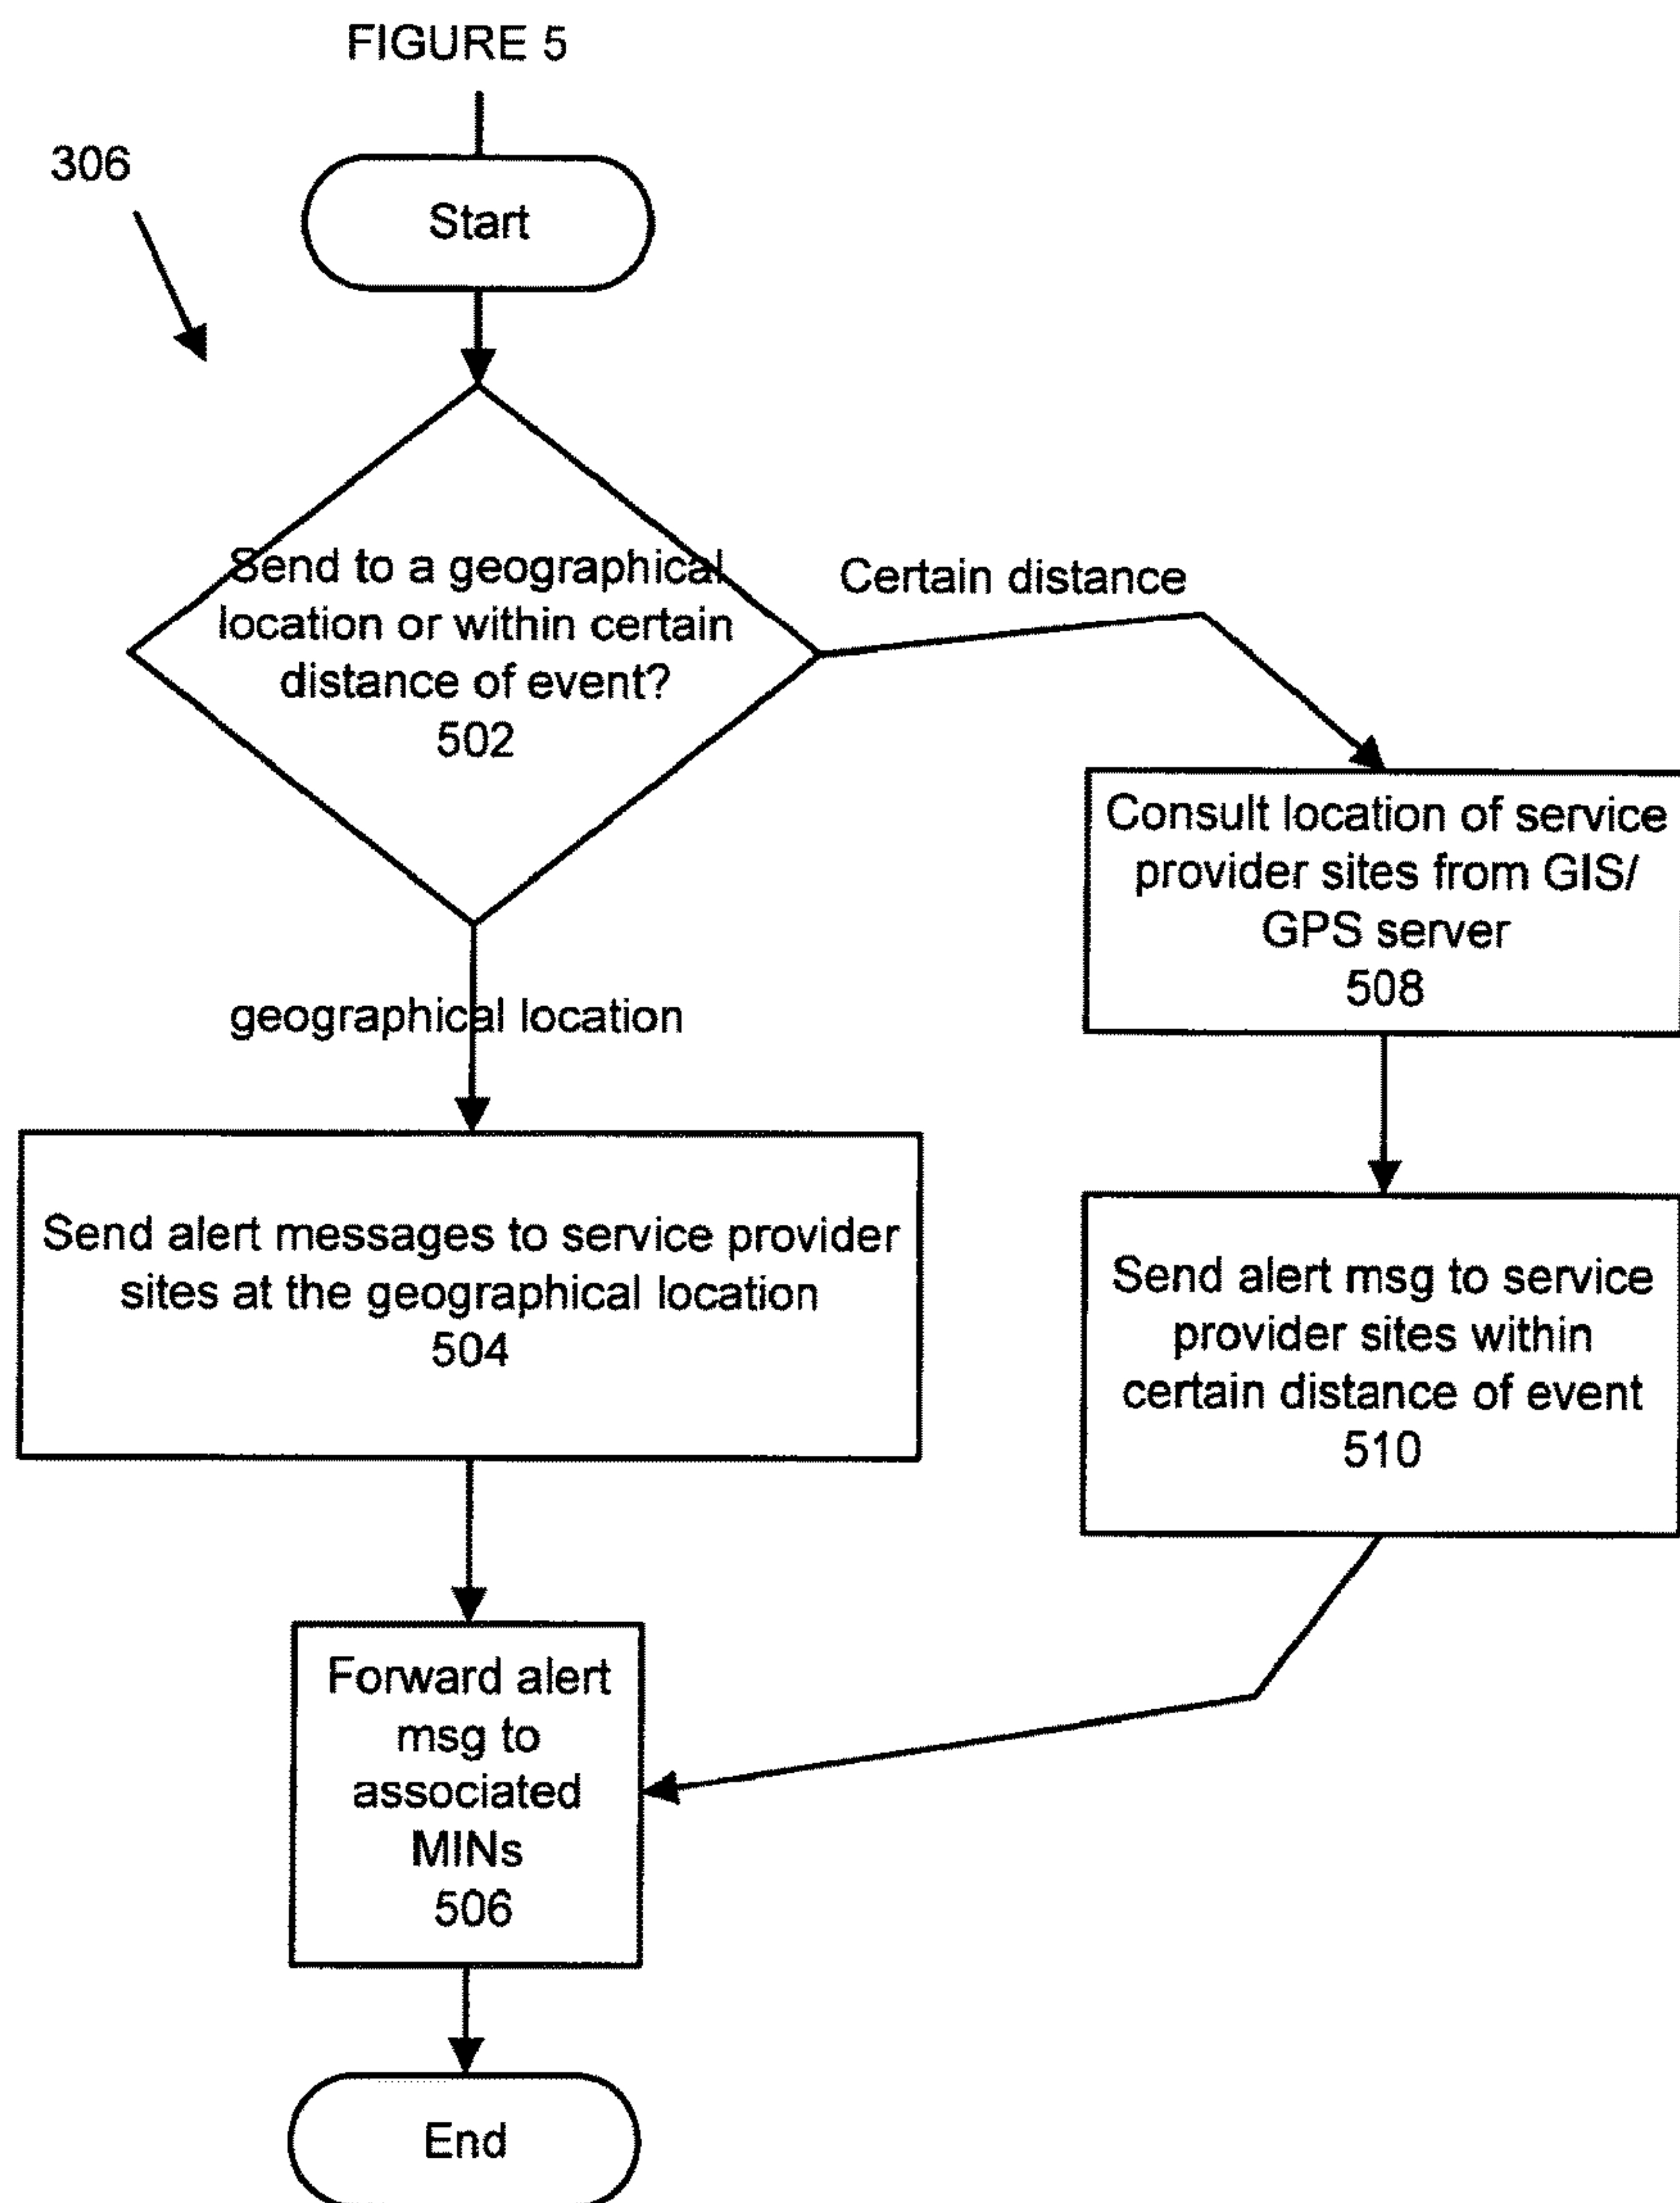 FIGURE 5
306
Start
Send to a geographical
location or within certain
distance of event?
502
Certain distance
Consult location of service
provider sites from GIS/
GPS server
508
geographical location
Send alert messages to service provider
sites at the geographical location
504
Send alert msg to service
provider sites within
certain distance of event
510
Forward alert
msg to
associated
MINs
506
End